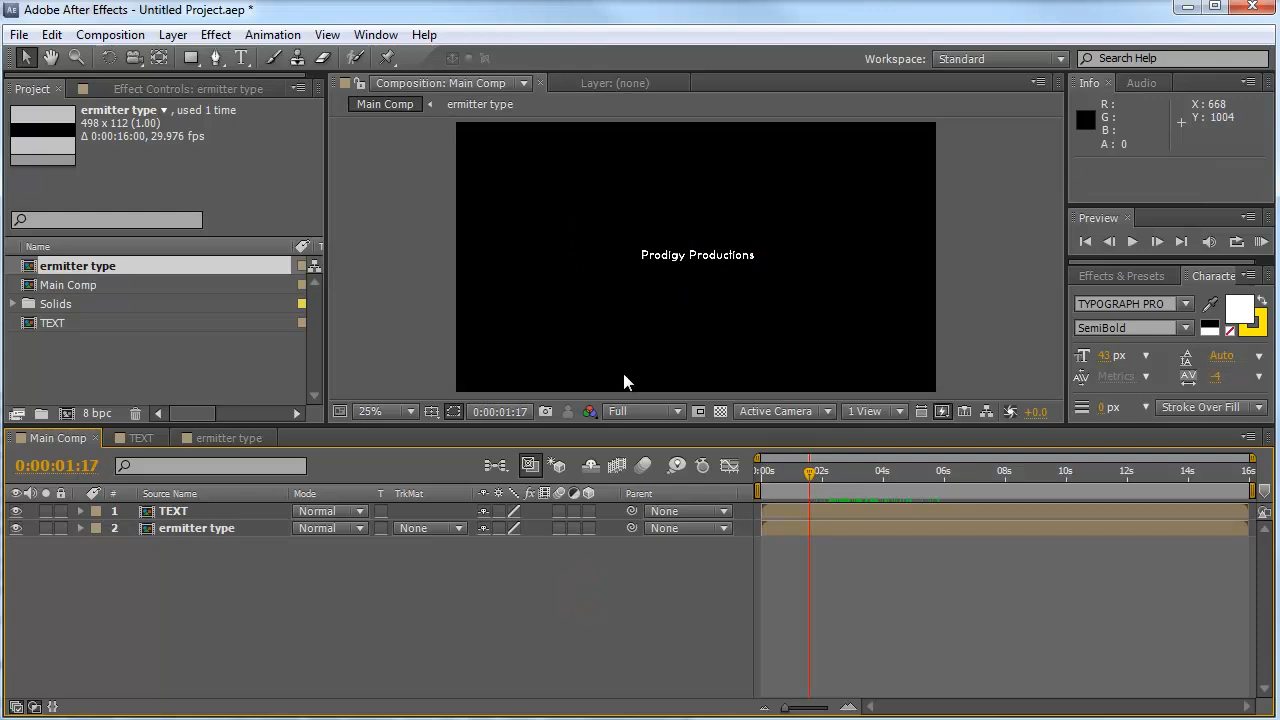 Adobe After Effects - Untitled Project.aep *
File Edit Composition Layer Effect Animation View Window Help
Workspace: Standard Search Help
Project Effect Controls: ermitter type
ermitter type , used 1 time
498 x 112 (1.00)
Δ 0:00:16:00, 29.976 fps
Name T
ermitter type
Main Comp
Solids
TEXT
8 bpc
Composition: Main Comp Layer: (none)
Main Comp ermitter type
Prodigy Productions
25% 0:00:01:17 Full Active Camera 1 View +0.0
Info Audio
R: X: 668
G: Y: 1004
B:
A: 0
Preview
Effects & Presets Characte
TYPOGRAPH PRO
SemiBold
43 px Auto
Metrics -4
0 px Stroke Over Fill
Main Comp TEXT ermitter type
0:00:01:17
:00s 02s 04s 06s 08s 10s 12s 14s 16s
# Source Name Mode T TrkMat Parent
1 TEXT Normal None
2 ermitter type Normal None None